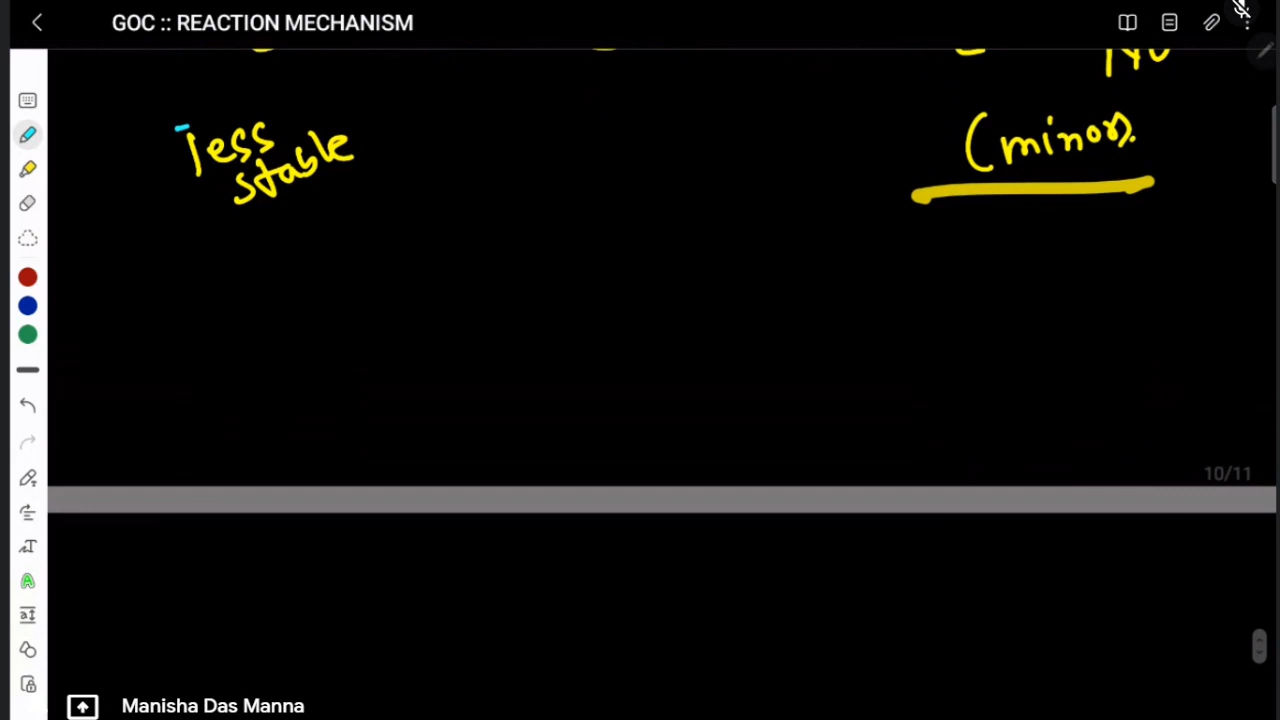 GOC :: REACTION MECHANISM
less
stable
(minor).
10/11
Manisha Das Manna